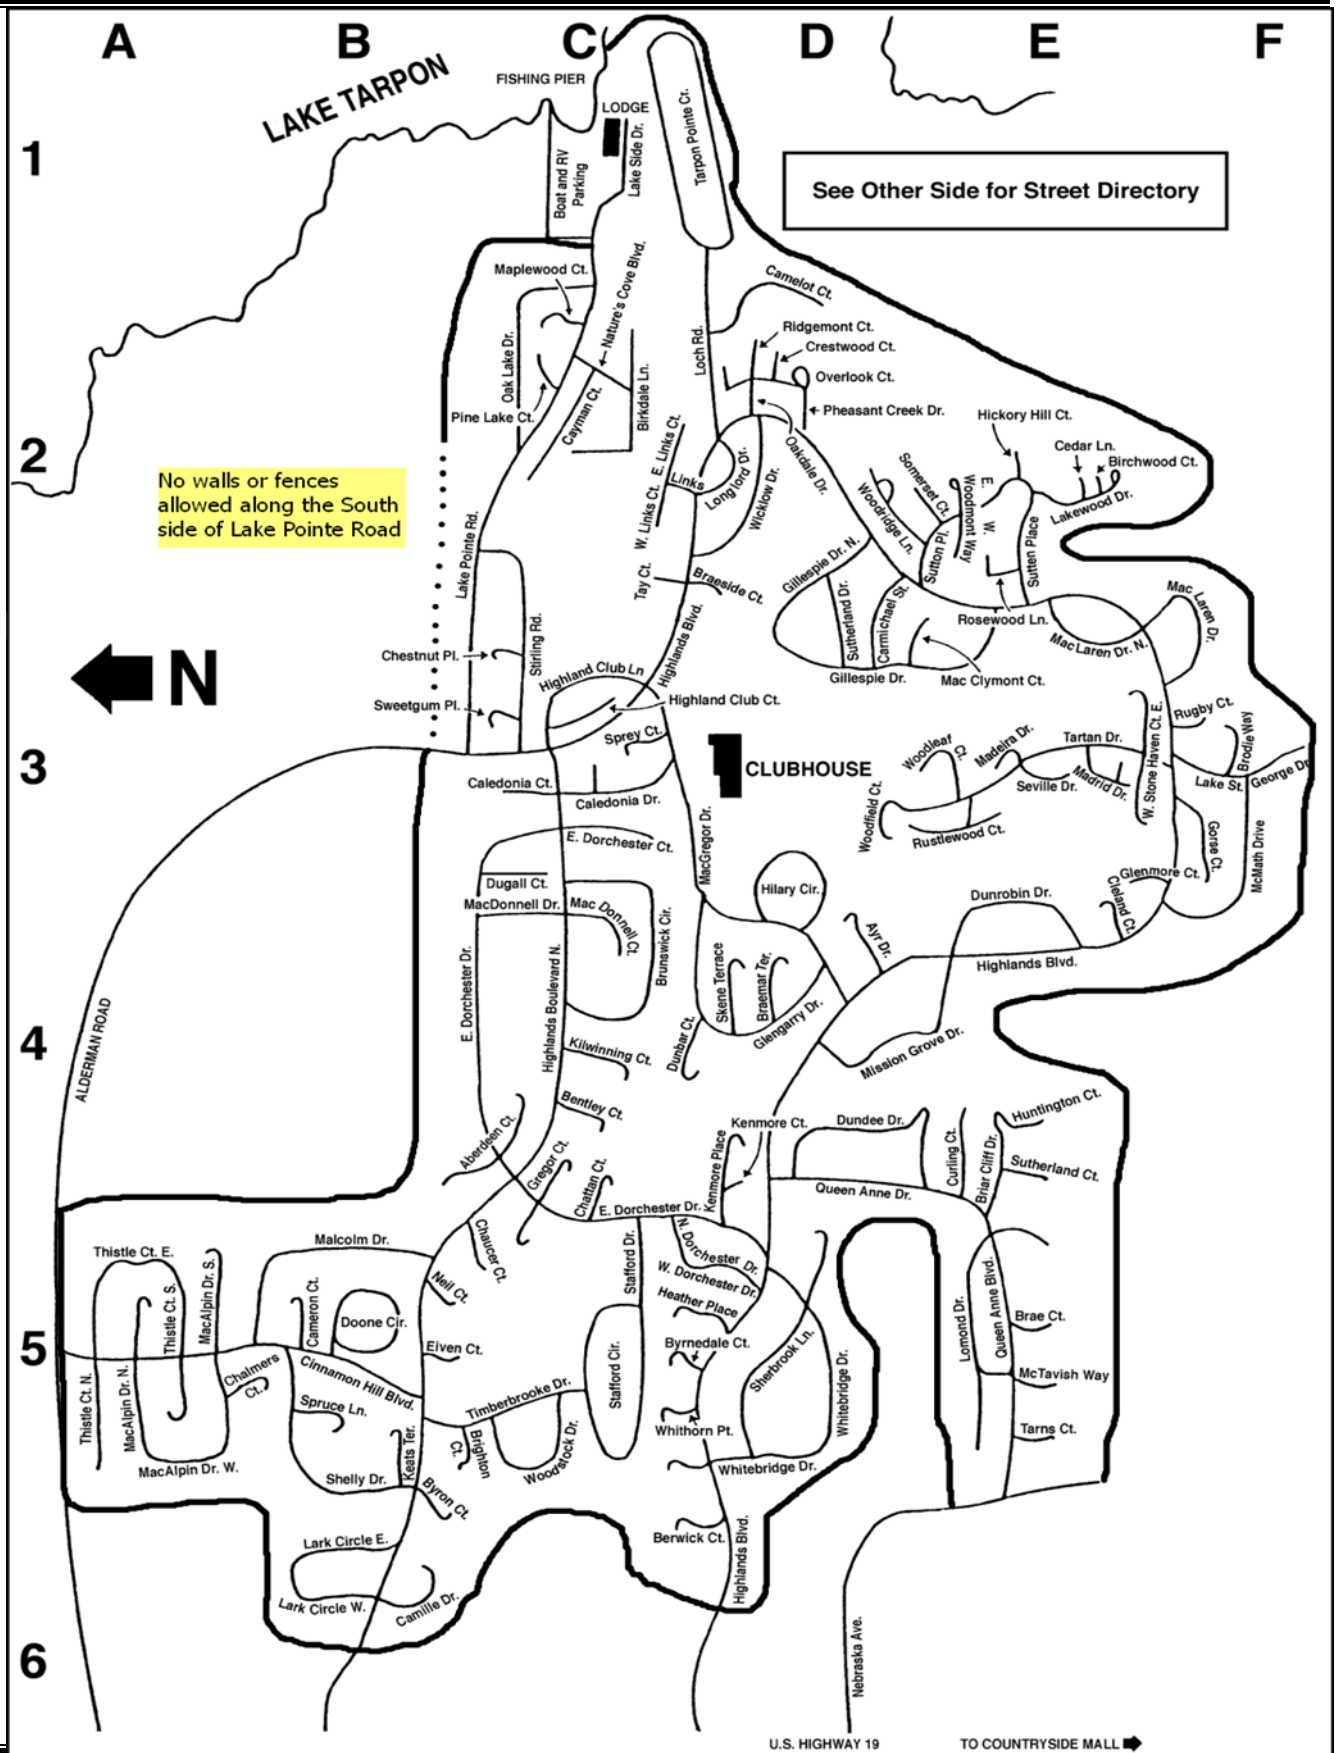 A
B
C
D
E
F
LAKE TARPON
FISHING PIER
LODGE
1
Boat and RV
Parking
Lake Side Dr.
Tarpon Pointe Cr.
See Other Side for Street Directory
Maplewood Ct.
Nature's Cove Blvd.
Camelot Ct.
Loch Rd.
Ridgemont Ct.
Crestwood Ct.
Overlook Ct.
Pheasant Creek Dr.
Oak Lake Dr.
Pine Lake Ct.
Cayman Ct.
Birkdale Ln.
Hickory Hill Ct.
Cedar Ln.
Birchwood Ct.
2
E. Links Ct.
Links
W. Links Ct.
Longford Dr.
Wicklow Dr.
Oakdale Dr.
Woodridge Ln.
Somerset Ct.
E.
Woodmont Way
W.
Lakewood Dr.
No walls or fences
allowed along the South
side of Lake Pointe Road
Lake Pointe Rd.
Sutton Pl.
Sutten Place
Gillespie Dr. N.
Tay Ct.
Braeside Ct.
Sutherland Dr.
Carmichael St.
Rosewood Ln.
Mac Laren Dr.
MacLaren Dr. N.
Stirling Rd.
Highlands Blvd.
Chestnut Pl.
Highland Club Ln
Gillespie Dr.
Mac Clymont Ct.
N
Sweetgum Pl.
Highland Club Ct.
Sprey Ct.
Rugby Ct.
Brodie Way
W. Stone Haven Ct. E.
3
CLUBHOUSE
Woodleaf
Ct.
Madeira Dr.
Tartan Dr.
Seville Dr.
Madrid Dr.
Lake St.
George Dr
Caledonia Ct.
Caledonia Dr.
Woodfield Ct.
Rustlewood Ct.
MacGregor Dr.
E. Dorchester Ct.
Gorse Ct.
McMath Drive
Dugall Ct.
Hilary Cir.
Glenmore Ct.
Cleland Ct.
Dunrobin Dr.
MacDonnell Dr.
Mac Donnell Ct.
Brunswick Cir.
Ayr Dr.
Highlands Blvd.
E. Dorchester Dr.
Highlands Boulevard N.
Skene Terrace
Braemar Ter.
Glengarry Dr.
4
ALDERMAN ROAD
Kilwinning Ct.
Dunbar Ct.
Mission Grove Dr.
Bentley Ct.
Aberdeen Ct.
Kenmore Ct.
Dundee Dr.
Huntington Ct.
Gregor Ct.
Chattan Ct.
Kenmore Place
Curling Ct.
Briar Cliff Dr.
Sutherland Ct.
Queen Anne Dr.
E. Dorchester Dr.
Chaucer Ct.
Malcolm Dr.
Thistle Ct. E.
Stafford Dr.
N. Dorchester Dr.
W. Dorchester Dr.
Heather Place
Neil Ct.
MacAlpin Dr. S.
Thistle Ct. S.
Cameron Ct.
Doone Cir.
Lomond Dr.
Queen Anne Blvd.
Brae Ct.
5
Eiven Ct.
Byrnedale Ct.
Sherbrook Ln.
Whitebridge Dr.
Thistle Ct. N.
MacAlpin Dr. N.
Chalmers
Ct.
Cinnamon Hill Blvd.
Stafford Cir.
McTavish Way
Spruce Ln.
Timbrebrooke Dr.
Keats Ter.
Brighton
Ct.
Woodstock Dr.
Whithorn Pt.
Tarns Ct.
MacAlpin Dr. W.
Shelly Dr.
Byron Ct.
Whitebridge Dr.
Lark Circle E.
Berwick Ct.
Highlands Blvd.
Lark Circle W.
Camille Dr.
6
Nebraska Ave.
U.S. HIGHWAY 19
TO COUNTRYSIDE MALL